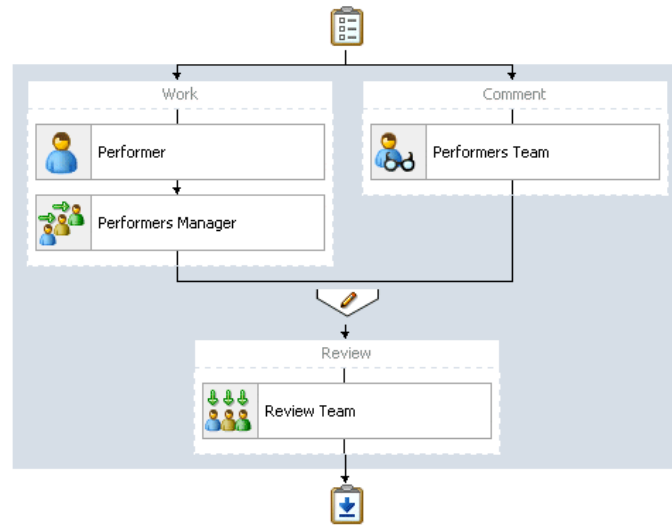 Work
Comment
Performer
Performers Team
Performers Manager
Review
Review Team